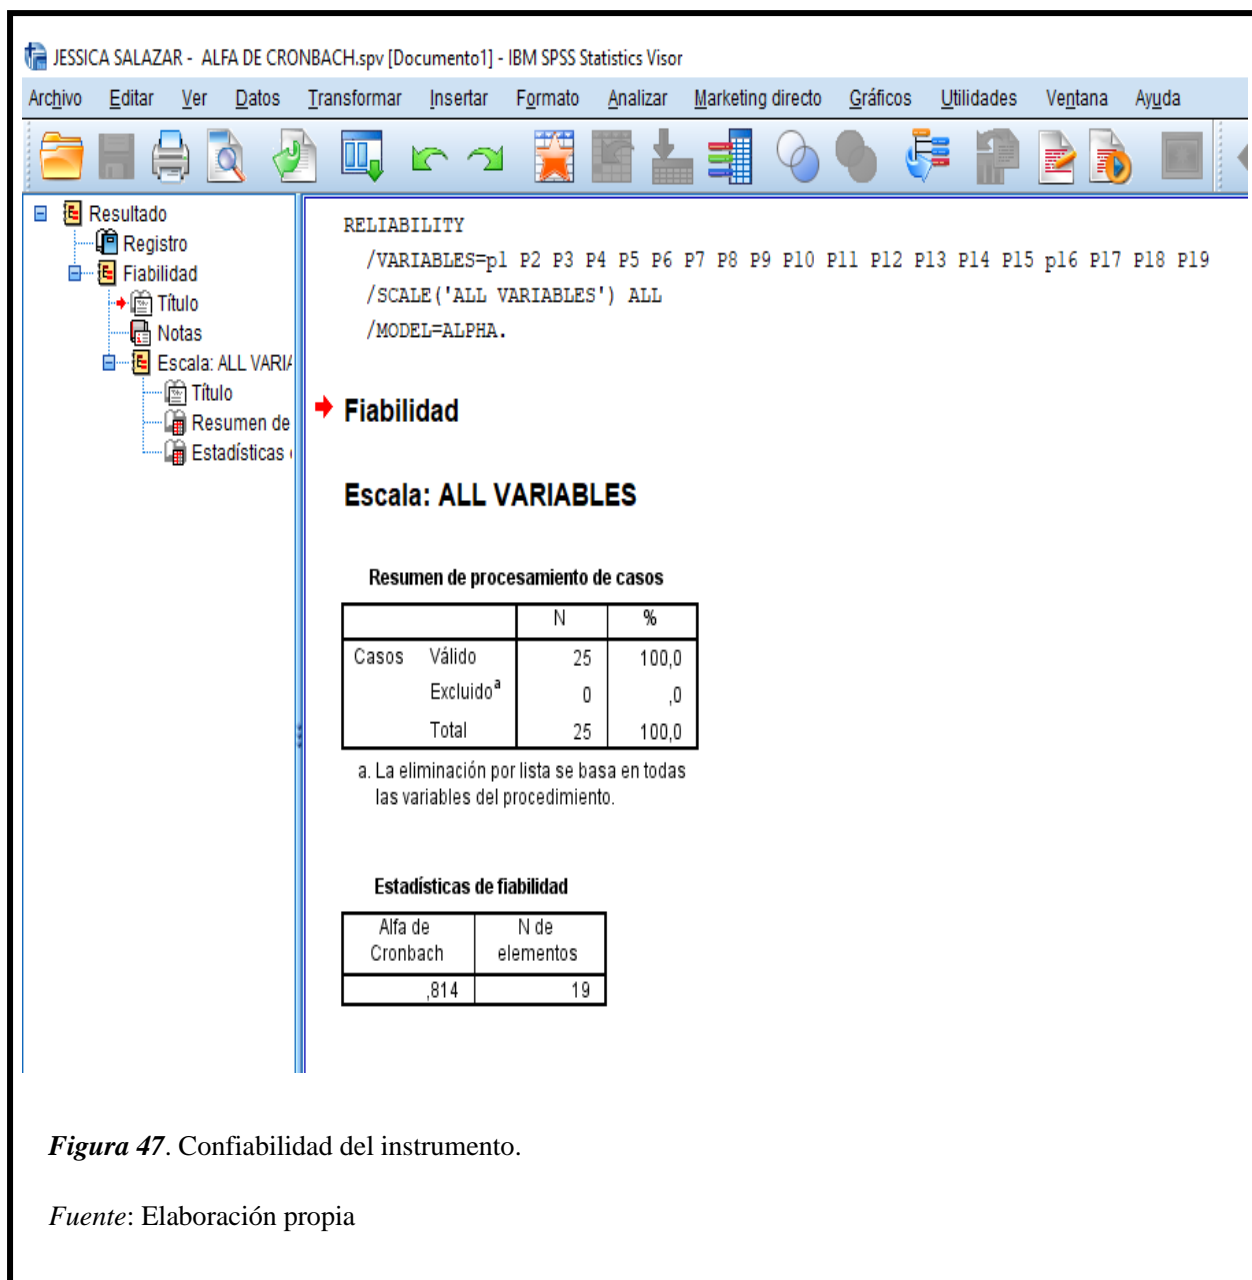 JESSICA SALAZAR - ALFA DE CRONBACH.spv [Documento1] - IBM SPSS Statistics Visor
Archivo Editar Ver Datos Transformar Insertar Formato Analizar Marketing directo Gráficos Utilidades Ventana Ayuda
Resultado
Registro
Fiabilidad
Título
Notas
Escala: ALL VARIA
Título
Resumen de
Estadísticas
RELIABILITY
/VARIABLES=p1 P2 P3 P4 P5 P6 P7 P8 P9 P10 P11 P12 P13 P14 P15 p16 P17 P18 P19
/SCALE('ALL VARIABLES') ALL
/MODEL=ALPHA.
Fiabilidad
Escala: ALL VARIABLES
Resumen de procesamiento de casos
N %
Casos Válido 25 100,0
Excluido a 0 ,0
Total 25 100,0
a. La eliminación por lista se basa en todas
las variables del procedimiento.
Estadísticas de fiabilidad
Alfa de N de
Cronbach elementos
,814 19
Figura 47. Confiabilidad del instrumento.
Fuente: Elaboración propia